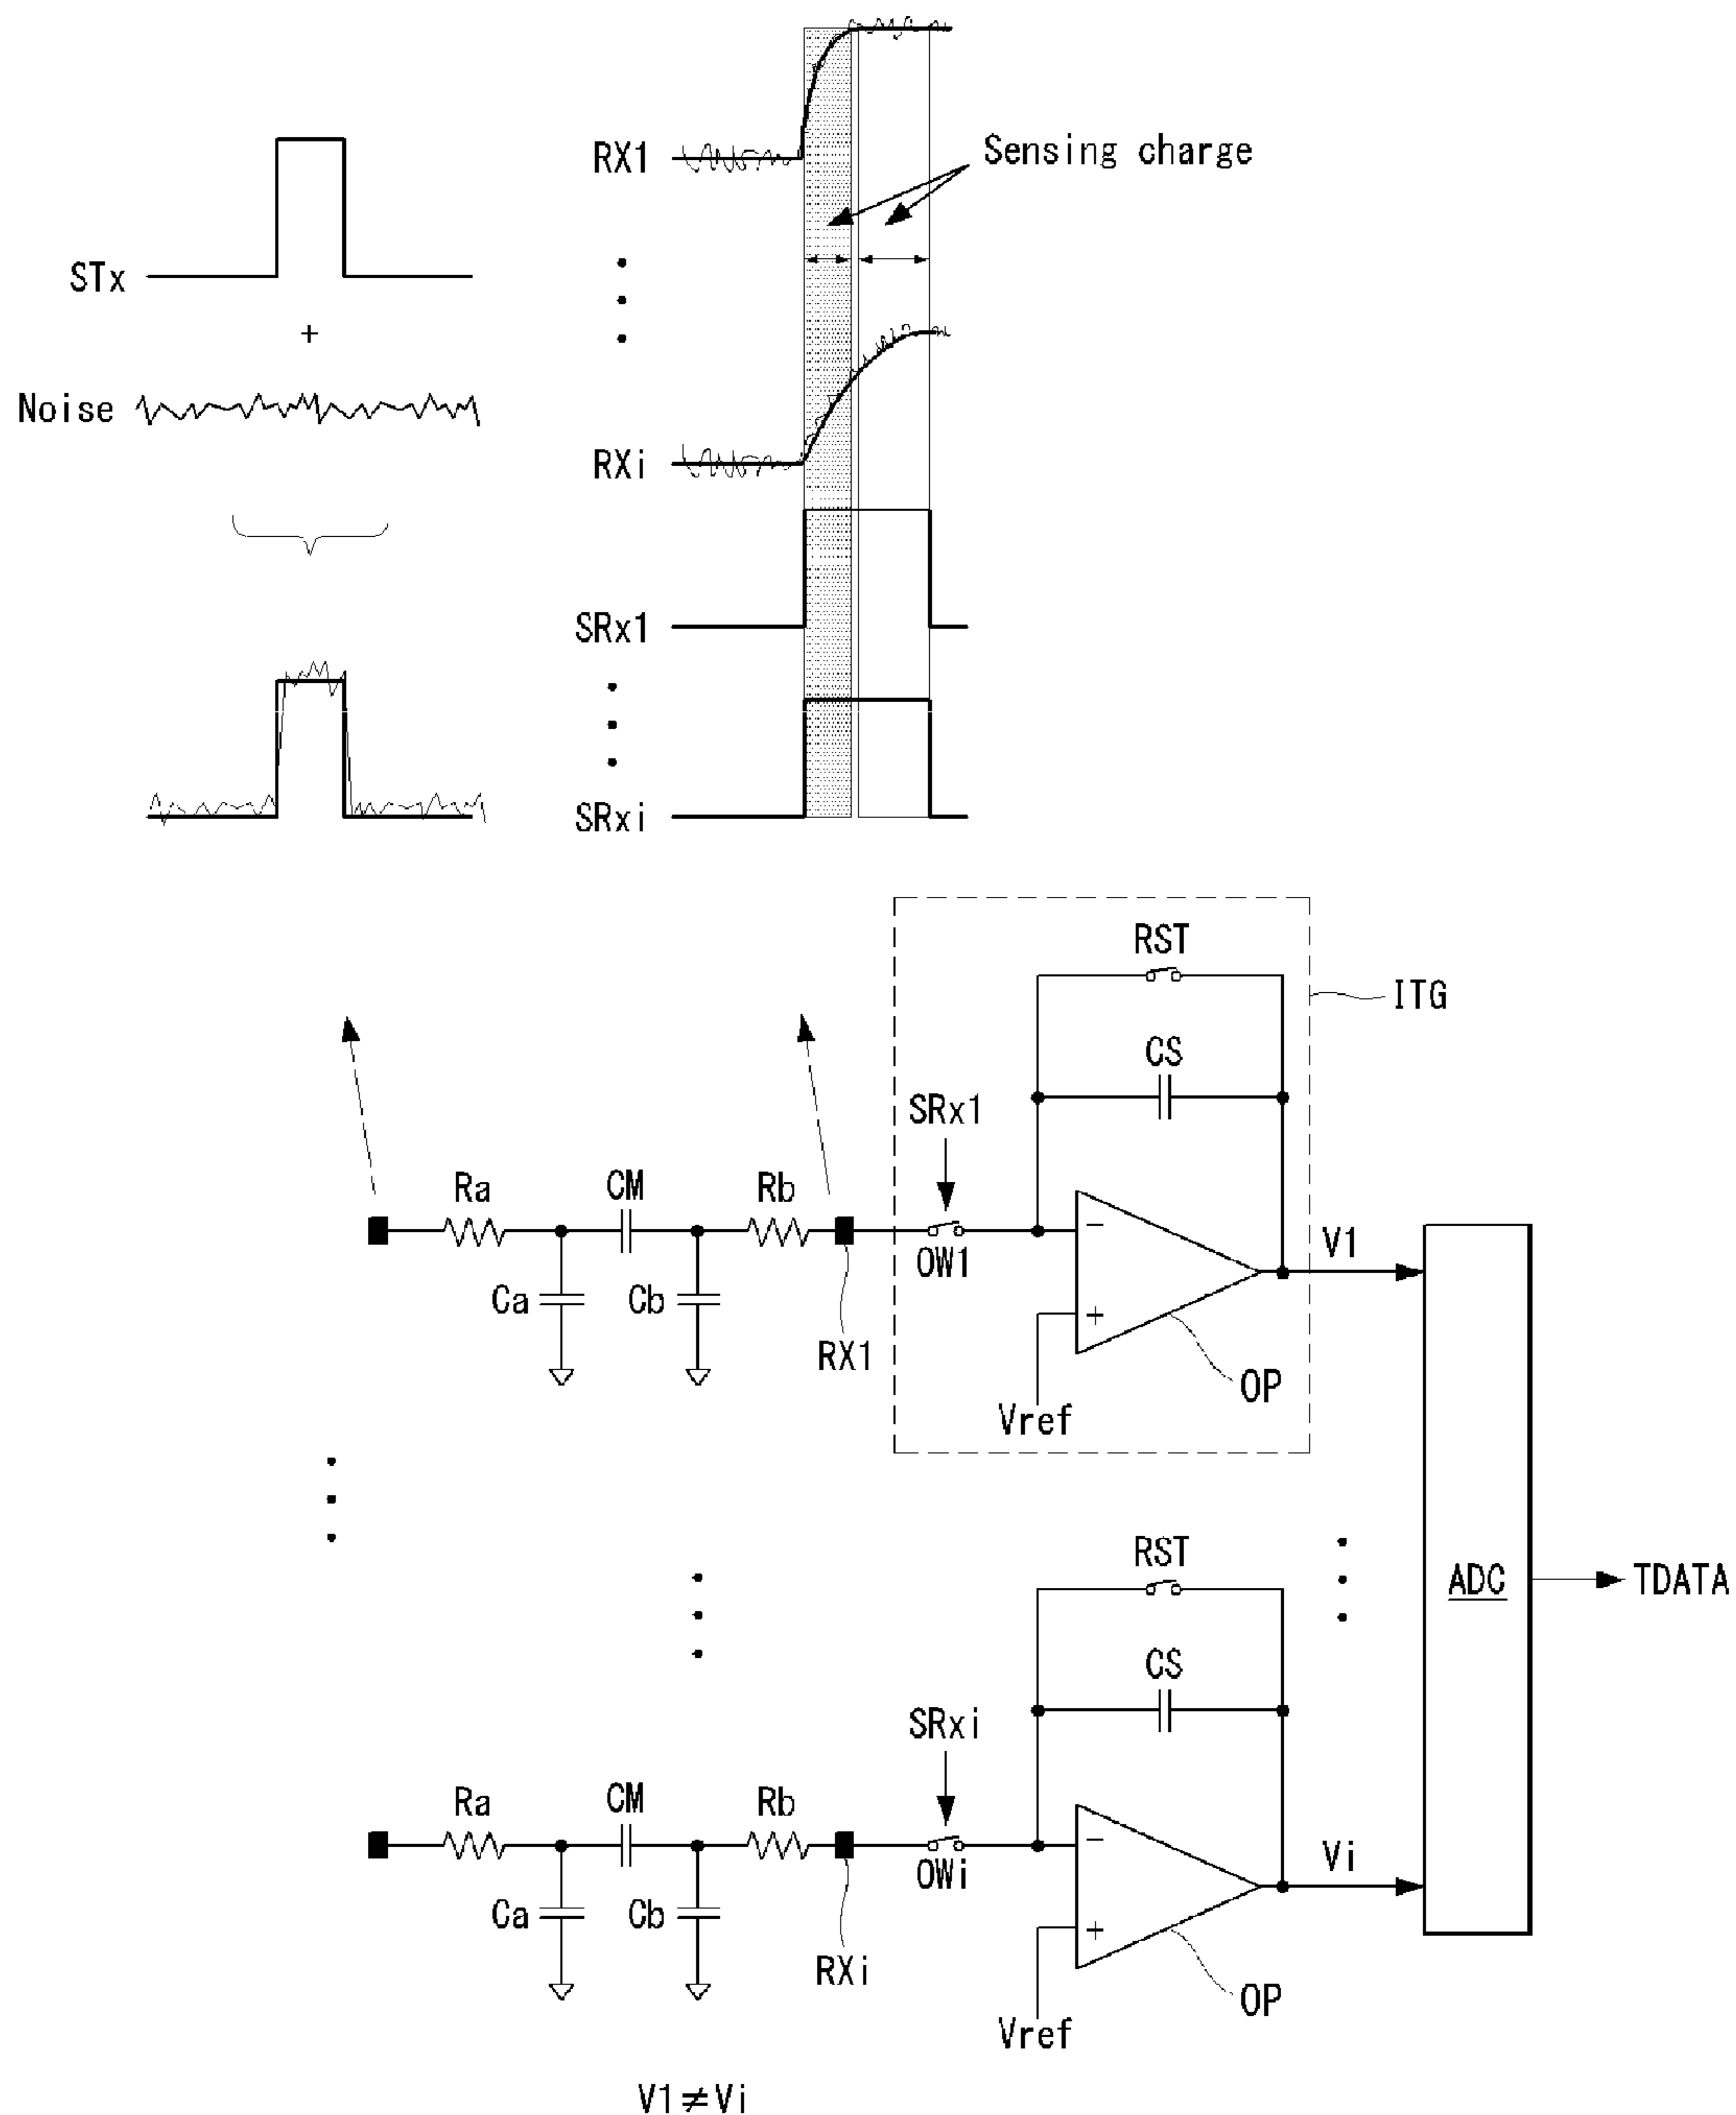 RX1
Sensing charge
STx
+
Noise
RXi
SRx1
SRxi
RST
ITG
CS
SRx1
Ra
CM
Rb
OW1
−
V1
Ca
Cb
+
RX1
OP
Vref
RST
ADC
TDATA
CS
SRxi
Ra
CM
Rb
OWi
−
Vi
Ca
Cb
+
RXi
OP
Vref
V1≠Vi